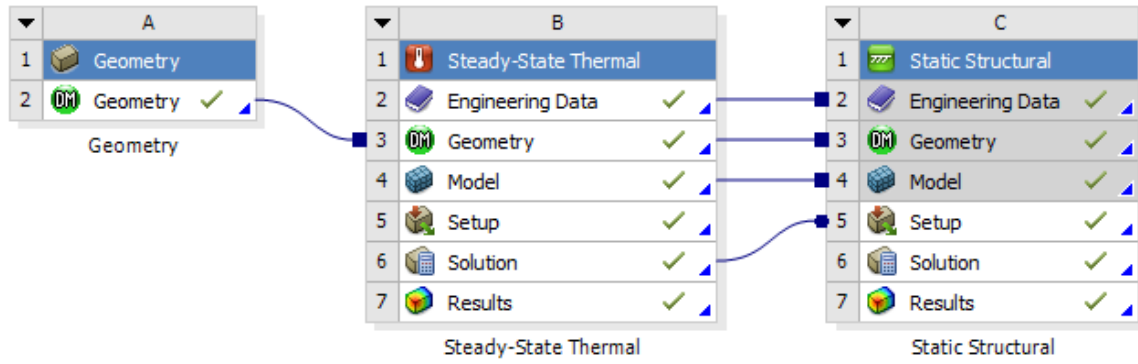 A
1 Geometry
2 DM Geometry
Geometry
B
1 Steady-State Thermal
2 Engineering Data
3 DM Geometry
4 Model
5 Setup
6 Solution
7 Results
Steady-State Thermal
C
1 Static Structural
2 Engineering Data
3 DM Geometry
4 Model
5 Setup
6 Solution
7 Results
Static Structural